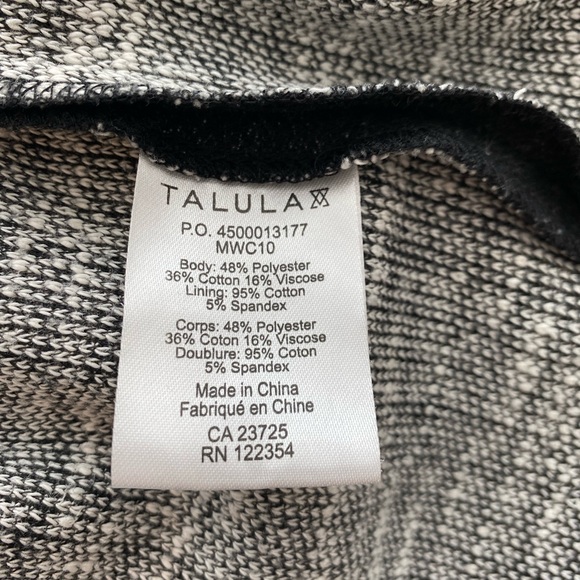 TALULA
P.O. 4500013177
MWC10
Body: 48% Polyester
36% Cotton 16% Viscose
Lining: 95% Cotton
5% Spandex
Corps: 48% Polyester
36% Coton 16% Viscose
Doublure: 95% Coton
5% Spandex
Made in China
Fabriqué en Chine
CA 23725
RN 122354